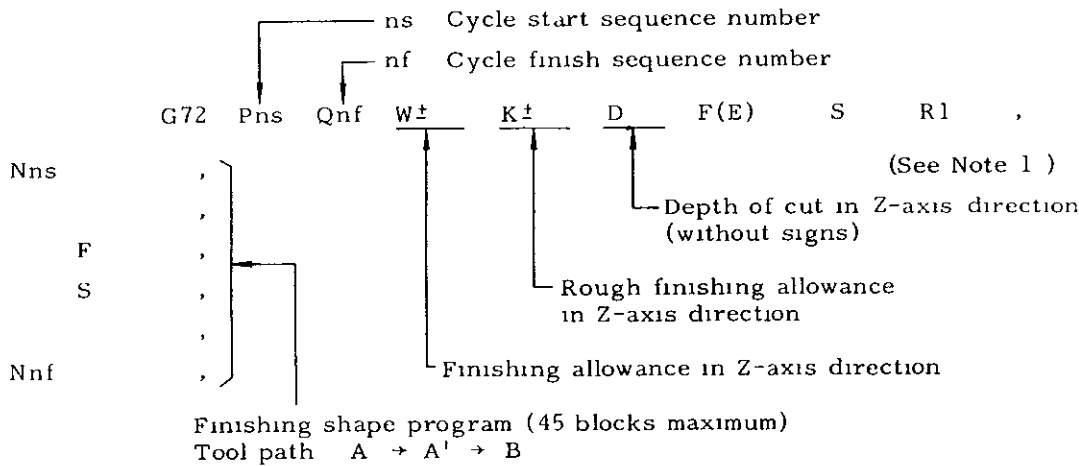 ns Cycle start sequence number
nf Cycle finish sequence number
G72 Pns Qnf W± K± D F(E) S R1 ,
Nns ,
(See Note 1 )
,
Depth of cut in Z-axis direction
(without signs)
F ,
S ,
Rough finishing allowance
in Z-axis direction
,
Nnf ,
Finishing allowance in Z-axis direction
Finishing shape program (45 blocks maximum)
Tool path A → A' → B